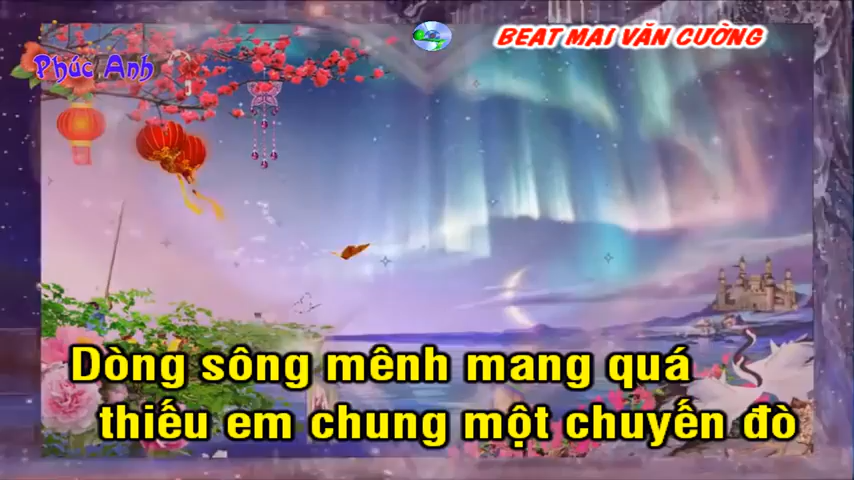 BEAT MAI VĂN CƯỜNG
Phúc Anh
Dòng sông mênh mang quá
thiếu em chung một chuyến đò